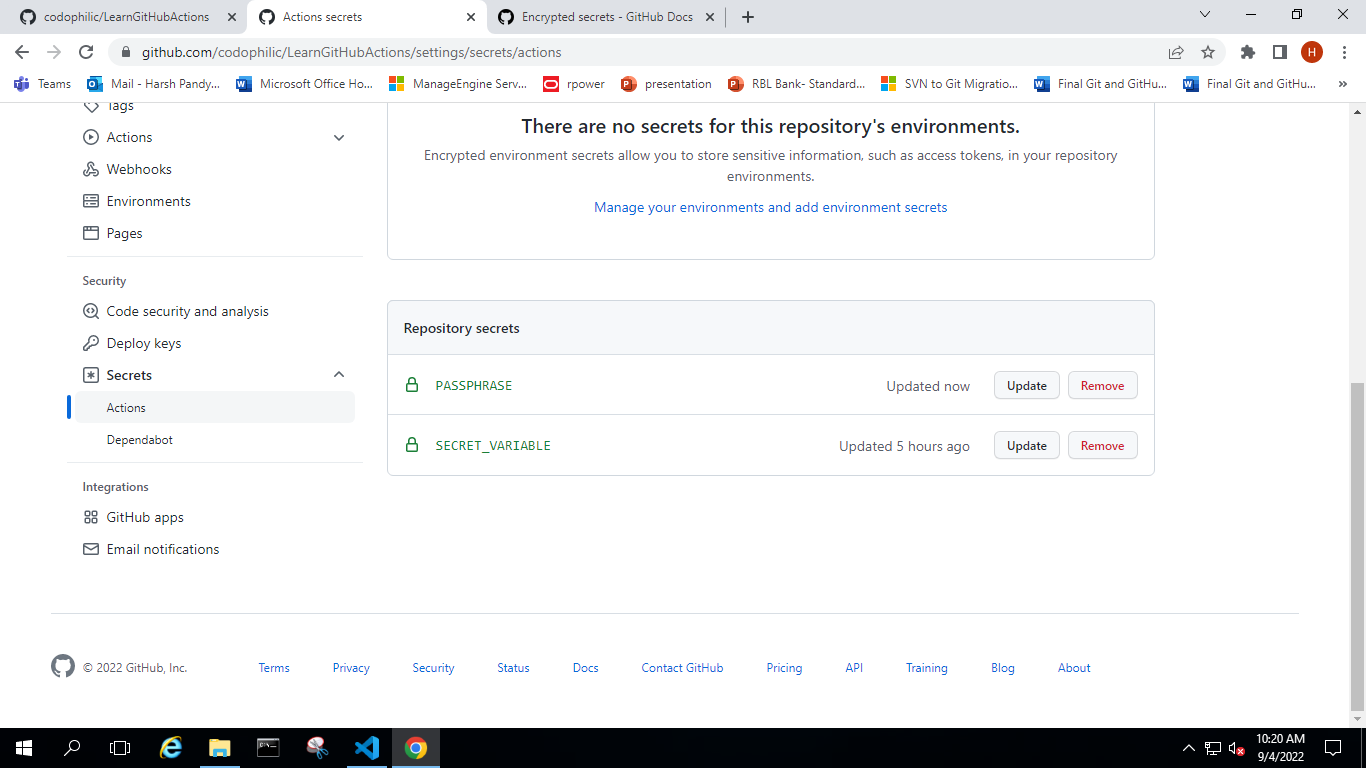 codophilic/LearnGitHubActions
Actions secrets
Encrypted secrets - GitHub Docs
github.com/codophilic/LearnGitHubActions/settings/secrets/actions
H
Teams
Mail - Harsh Pandy...
Microsoft Office Ho...
ManageEngine Serv...
rpower
presentation
RBL Bank- Standard...
SVN to Git Migratio...
Final Git and GitHu...
Final Git and GitHu...
»
Tags
Actions
Webhooks
Environments
Pages
Security
Code security and analysis
Deploy keys
Secrets
Actions
Dependabot
Integrations
GitHub apps
Email notifications
There are no secrets for this repository's environments.
Encrypted environment secrets allow you to store sensitive information, such as access tokens, in your repository
environments.
Manage your environments and add environment secrets
Repository secrets
PASSPHRASE Updated now Update Remove
SECRET_VARIABLE Updated 5 hours ago Update Remove
© 2022 GitHub, Inc. Terms Privacy Security Status Docs Contact GitHub Pricing API Training Blog About
10:20 AM
9/4/2022